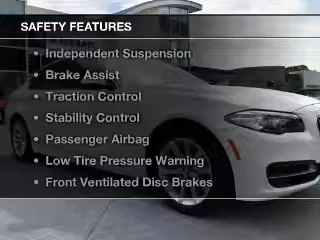 SAFETY FEATURES
• Independent Suspension
• Brake Assist
• Traction Control
• Stability Control
• Passenger Airbag
• Low Tire Pressure Warning
• Front Ventilated Disc Brakes